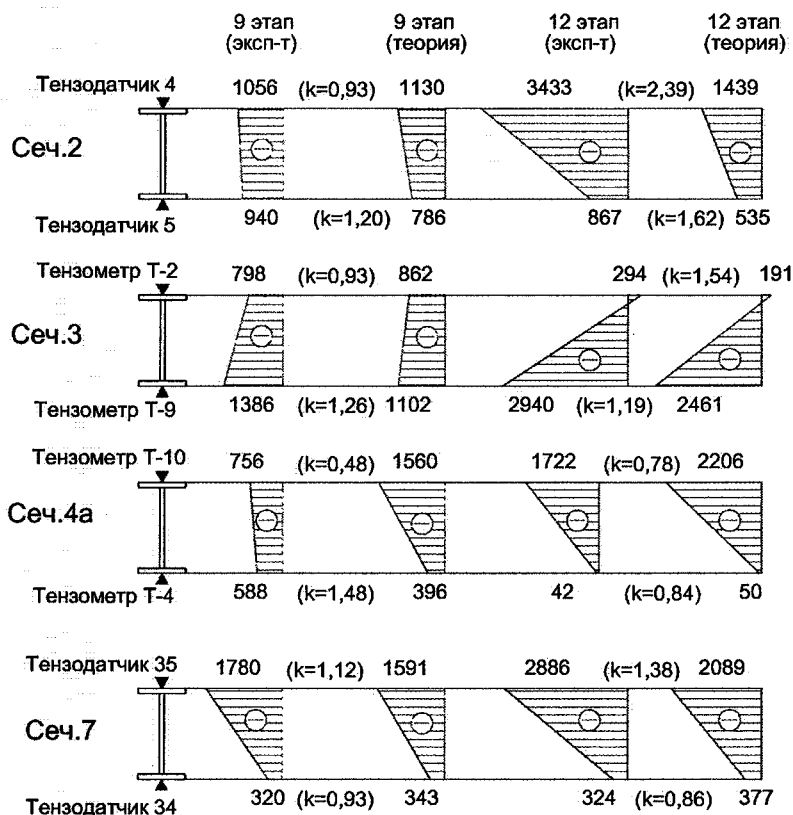 9 этап 9 этап 12 этап 12 этап
(эксп-т) (теория) (эксп-т) (теория)
Тензодатчик 4 1056 (k=0,93) 1130 3433 (k=2,39) 1439
Сеч.2
Тензодатчик 5 940 (k=1,20) 786 867 (k=1,62) 535
Тензометр Т-2 798 (k=0,93) 862 294 (k=1,54) 191
Сеч.3
Тензометр Т-9 1386 (k=1,26) 1102 2940 (k=1,19) 2461
Тензометр Т-10 756 (k=0,48) 1560 1722 (k=0,78) 2206
Сеч.4а
Тензометр Т-4 588 (k=1,48) 396 42 (k=0,84) 50
Тензодатчик 35 1780 (k=1,12) 1591 2886 (k=1,38) 2089
Сеч.7
Тензодатчик 34 320 (k=0,93) 343 324 (k=0,86) 377